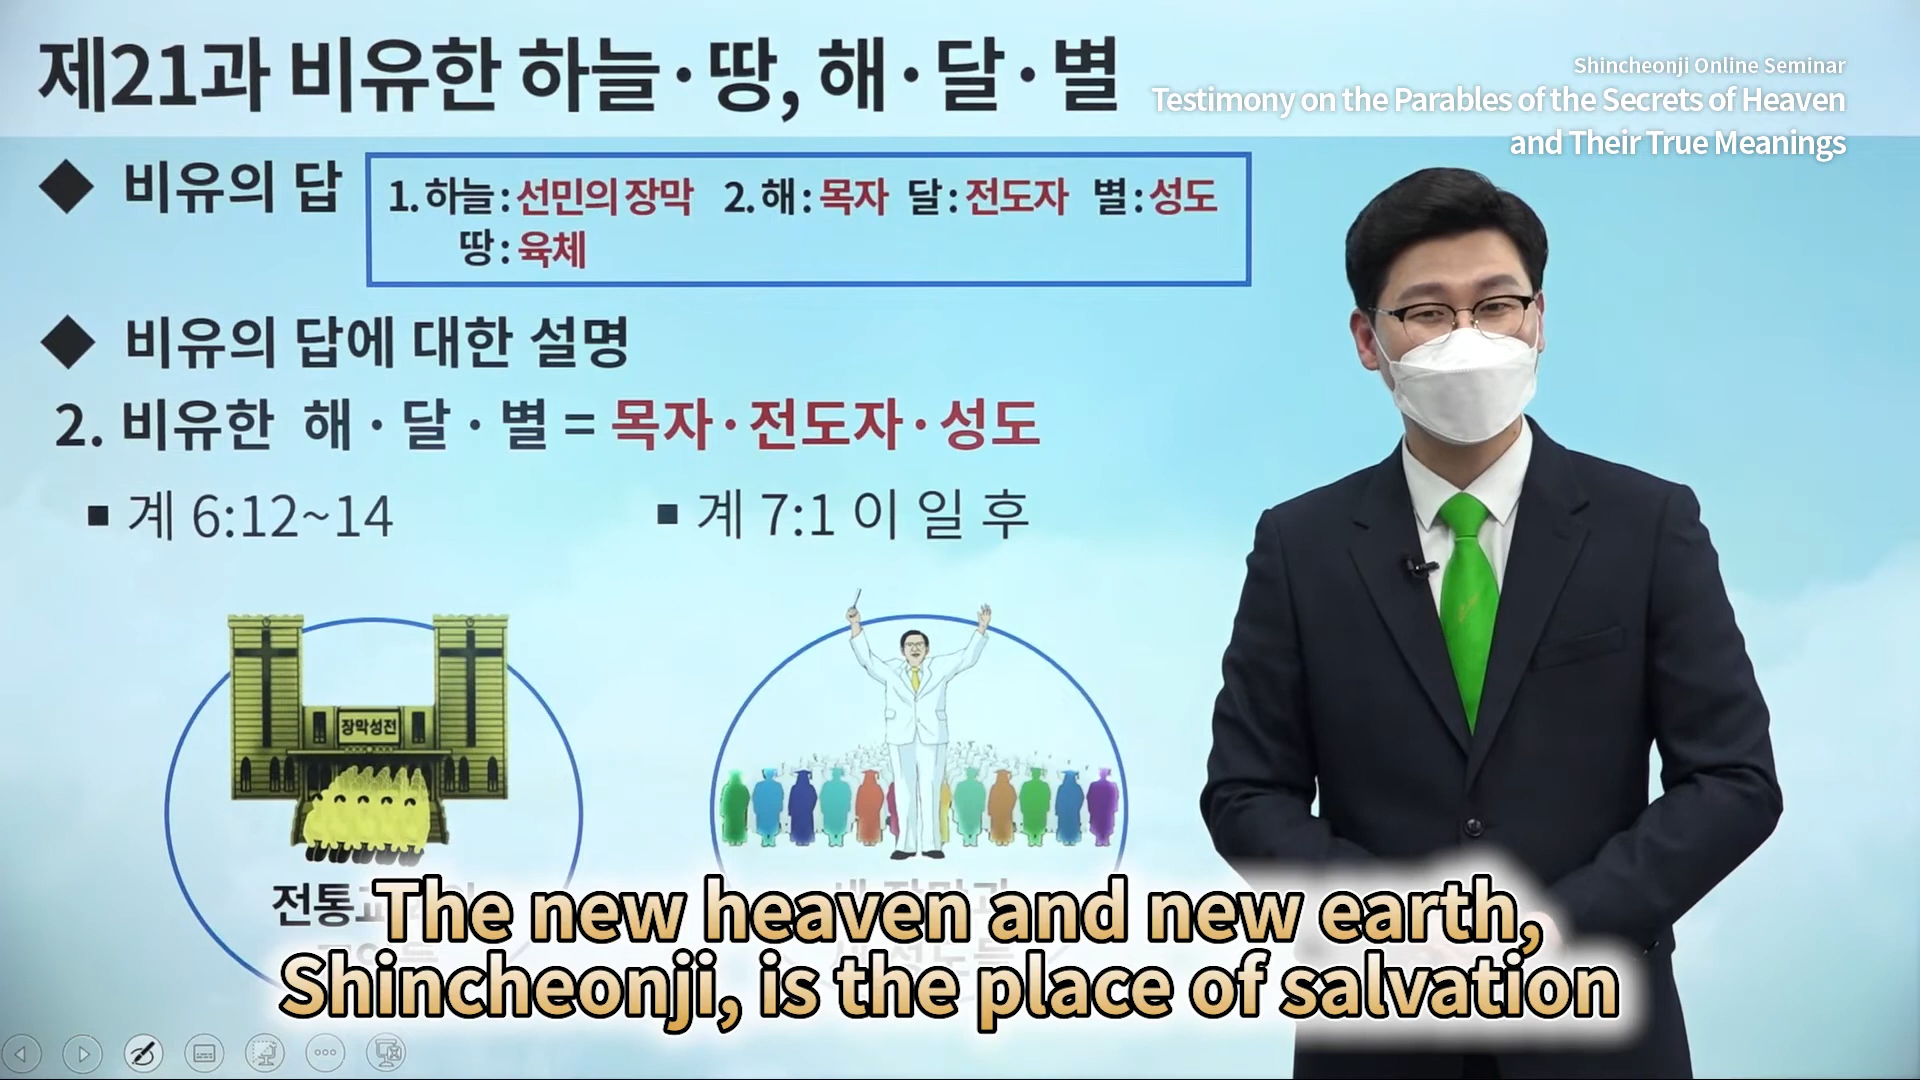 제21과 비유한 하늘·땅, 해·달·별
Shincheonji Online Seminar
Testimony on the Parables of the Secrets of Heaven
and Their True Meanings
◆ 비유의 답
1. 하늘 : 선민의 장막 2. 해 : 목자 달 : 전도자 별 : 성도
땅 : 육체
◆ 비유의 답에 대한 설명
2. 비유한 해 · 달 · 별 = 목자 · 전도자 · 성도
■ 계 6:12~14
■ 계 7:1 이 일 후
장막성전
전통
The new heaven and new earth,
Shincheonji, is the place of salvation